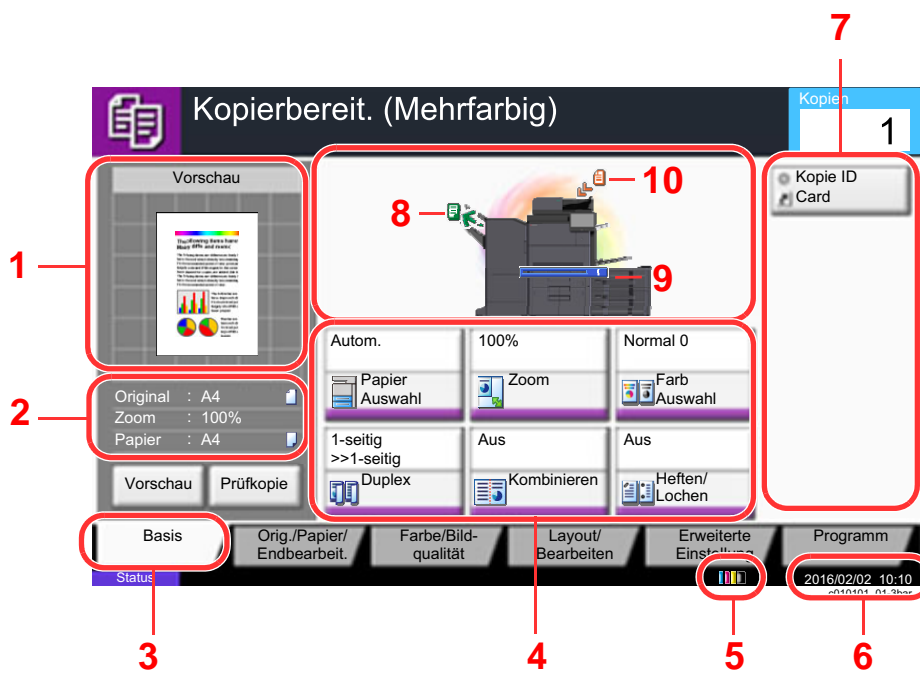 7
Kopierbereit. (Mehrfarbig)
Kopien
1
1
Vorschau
8
10
9
Kopie ID
Card
2
Original : A4
Zoom : 100%
Papier : A4
Vorschau
Prüfkopie
Autom.
Papier
Auswahl
100%
Zoom
Normal 0
Farb
Auswahl
1-seitig
>>1-seitig
Duplex
Aus
Kombinieren
Aus
Heften/
Lochen
Basis
Orig./Papier/
Endbearbeit.
Farbe/Bild-
qualität
Layout/
Bearbeiten
Erweiterte
Einstellung
Programm
Status
2016/02/02 10:10
3
4
5
6